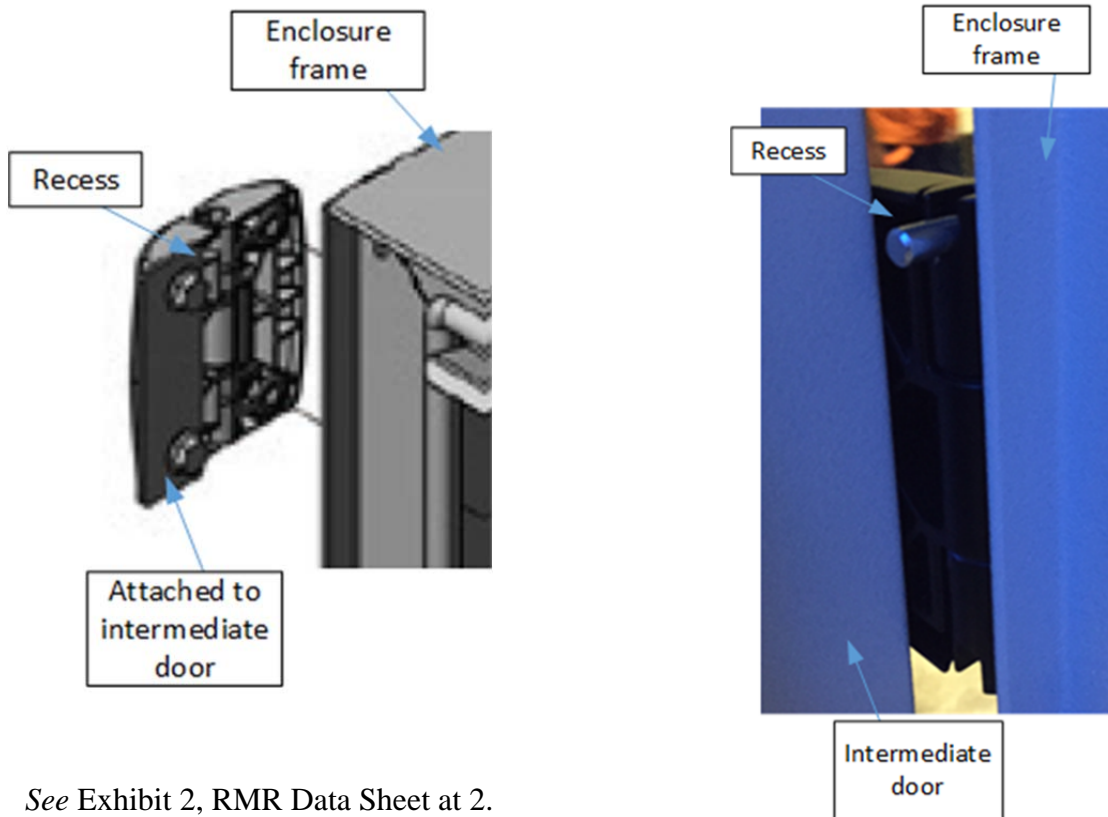 Enclosure
frame
Recess
Attached to
intermediate
door
Enclosure
frame
Recess
Intermediate
door
See Exhibit 2, RMR Data Sheet at 2.